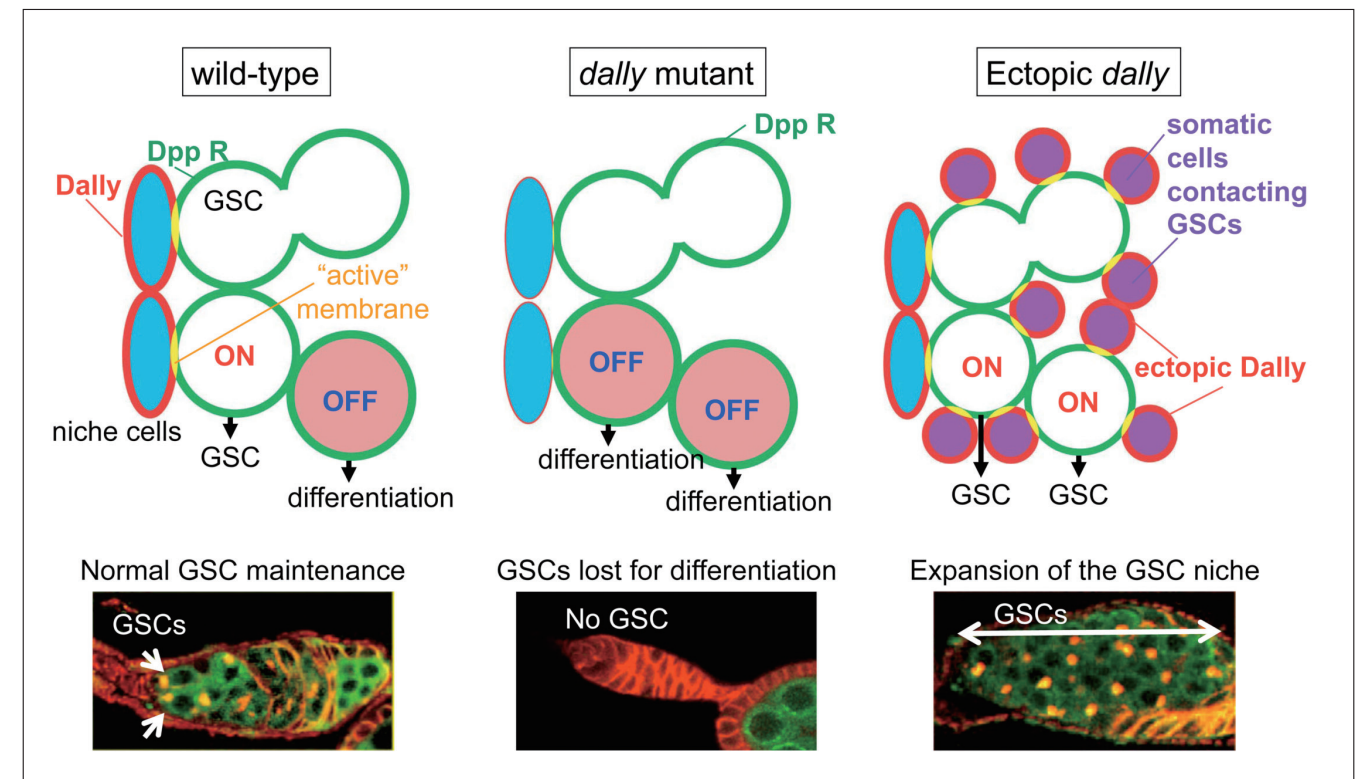 wild-type
dally mutant
Ectopic dally
Dpp R
Dally
GSC
"active"
membrane
ON
OFF
niche cells
GSC
differentiation
Dpp R
OFF
OFF
differentiation
differentiation
somatic
cells
contacting
GSCs
ON
ON
ectopic Dally
GSC
GSC
Normal GSC maintenance
GSCs
GSCs lost for differentiation
No GSC
Expansion of the GSC niche
GSCs